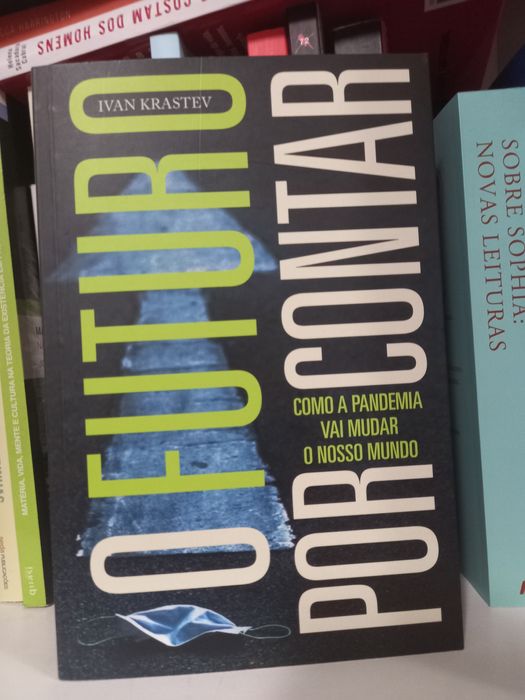 COSTAM DOS HOMENS
IVAN KRASTEV
O FUTURO
POR CONTAR
COMO A PANDEMIA
VAI MUDAR
O NOSSO MUNDO
SOBRE SOPHIA:
NOVAS LEITURAS
MATÉRIA, VIDA, MENTE E CULTURA NA TEORIA DA EXISTÊNCIA